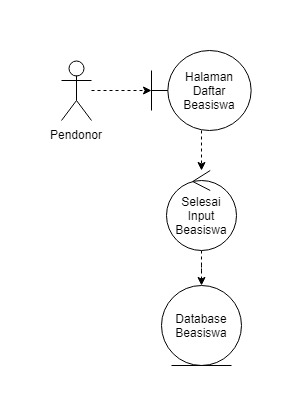 Halaman
Daftar
Beasiswa
Pendonor
Selesai
Input
Beasiswa
Database
Beasiswa